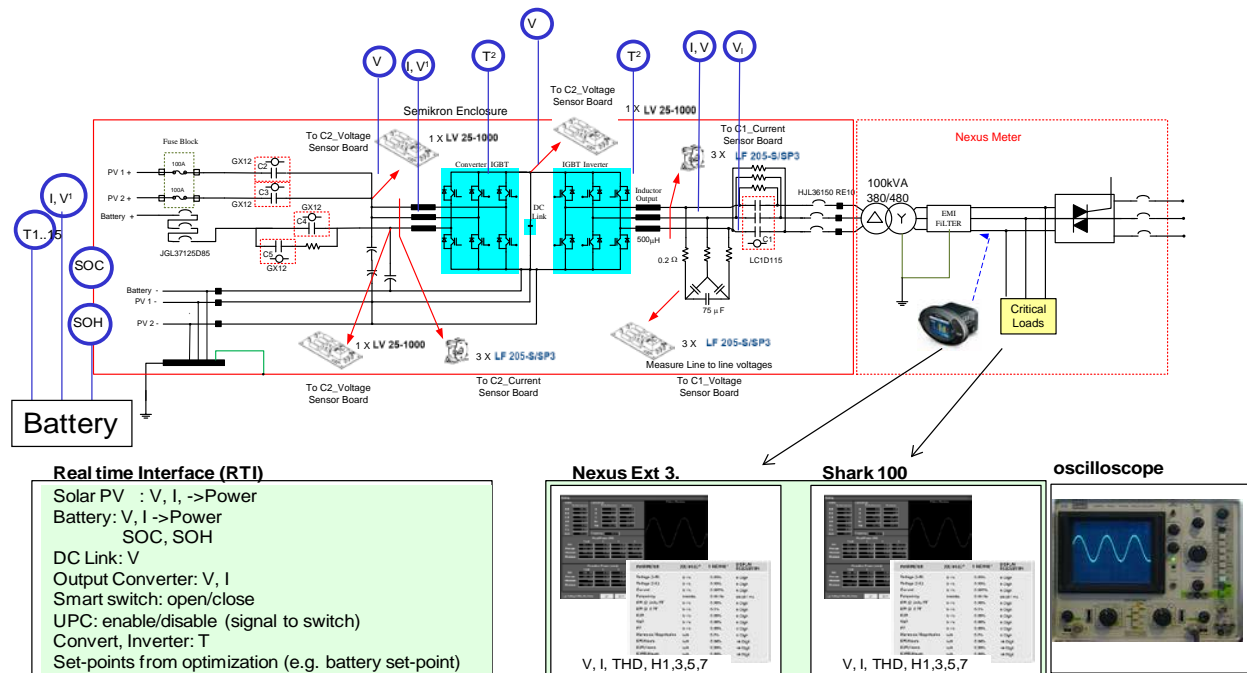 V
V
I, V¹
T²
T²
I, V
V_I
To C2_Voltage
Sensor Board
1 X LV 25-1000
Semikron Enclosure
To C2_Voltage
Sensor Board
1 X LV 25-1000
To C1_Current
Sensor Board
3 X LF 205-S/SP3
Nexus Meter
Fuse Block
GX12
C2
100A
PV 1 +
C3
100A
PV 2 +
GX12
Battery +
GX12
C4
C5
GX12
JGL37125D85
Converter IGBT
IGBT Inverter
DC
Link
Inductor
Output
500µH
0.2 Ω
75 µ F
C1
LC1D115
HJL36150 RE10
100kVA
380/480
Y
EMI
FiLTER
Critical
Loads
I, V¹
T1..15
SOC
SOH
Battery -
PV 1 -
PV 2 -
1 X LV 25-1000
3 X LF 205-S/SP3
3 X LF 205-S/SP3
Measure Line to line voltages
To C2_Voltage
Sensor Board
To C2_Current
Sensor Board
To C1_Voltage
Sensor Board
Battery
Real time Interface (RTI)
Solar PV : V, I, ->Power
Battery: V, I ->Power
SOC, SOH
DC Link: V
Output Converter: V, I
Smart switch: open/close
UPC: enable/disable (signal to switch)
Convert, Inverter: T
Set-points from optimization (e.g. battery set-point)
Nexus Ext 3.
V, I, THD, H1,3,5,7
Shark 100
V, I, THD, H1,3,5,7
oscilloscope